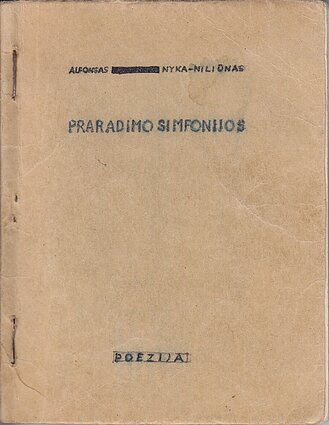 ALFONSAS NYKA-NILIŪNAS
PRARADIMO SIMFONIJOS
POEZIJA